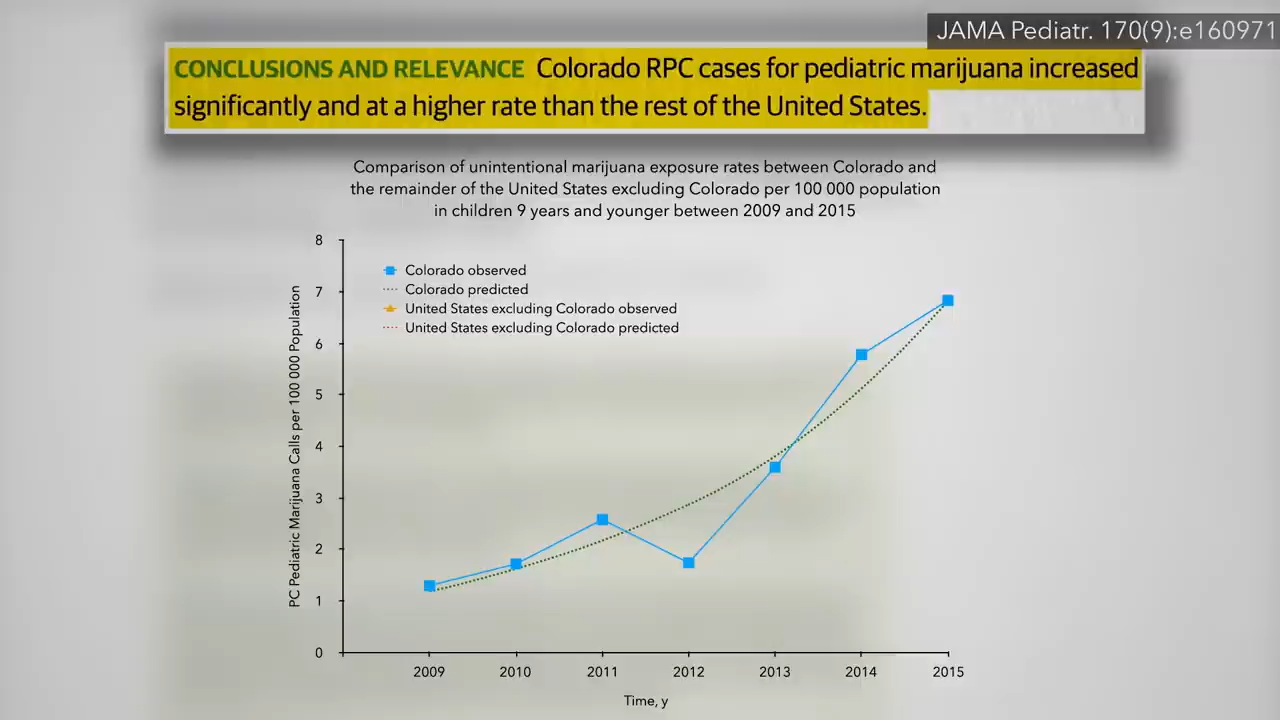 JAMA Pediatr. 170(9):e160971
CONCLUSIONS AND RELEVANCE Colorado RPC cases for pediatric marijuana increased
significantly and at a higher rate than the rest of the United States.
Comparison of unintentional marijuana exposure rates between Colorado and
the remainder of the United States excluding Colorado per 100 000 population
in children 9 years and younger between 2009 and 2015
PC Pediatric Marijuana Calls per 100 000 Population
8
7
6
5
4
3
2
1
0
Colorado observed
Colorado predicted
United States excluding Colorado observed
United States excluding Colorado predicted
2009 2010 2011 2012 2013 2014 2015
Time, y